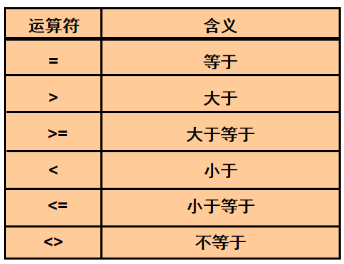 运算符 含义
= 等于
> 大于
>= 大于等于
< 小于
<= 小于等于
<> 不等于